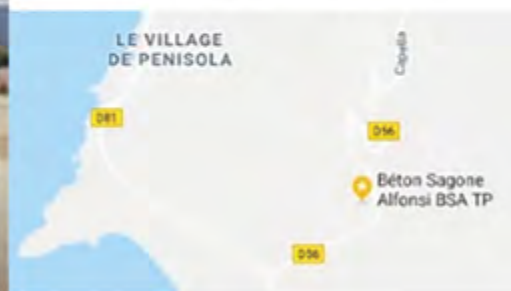 LE VILLAGE
DE PENISOLA
Capella
D81
D56
Béton Sagone
Alfonsi BSA TP
D56